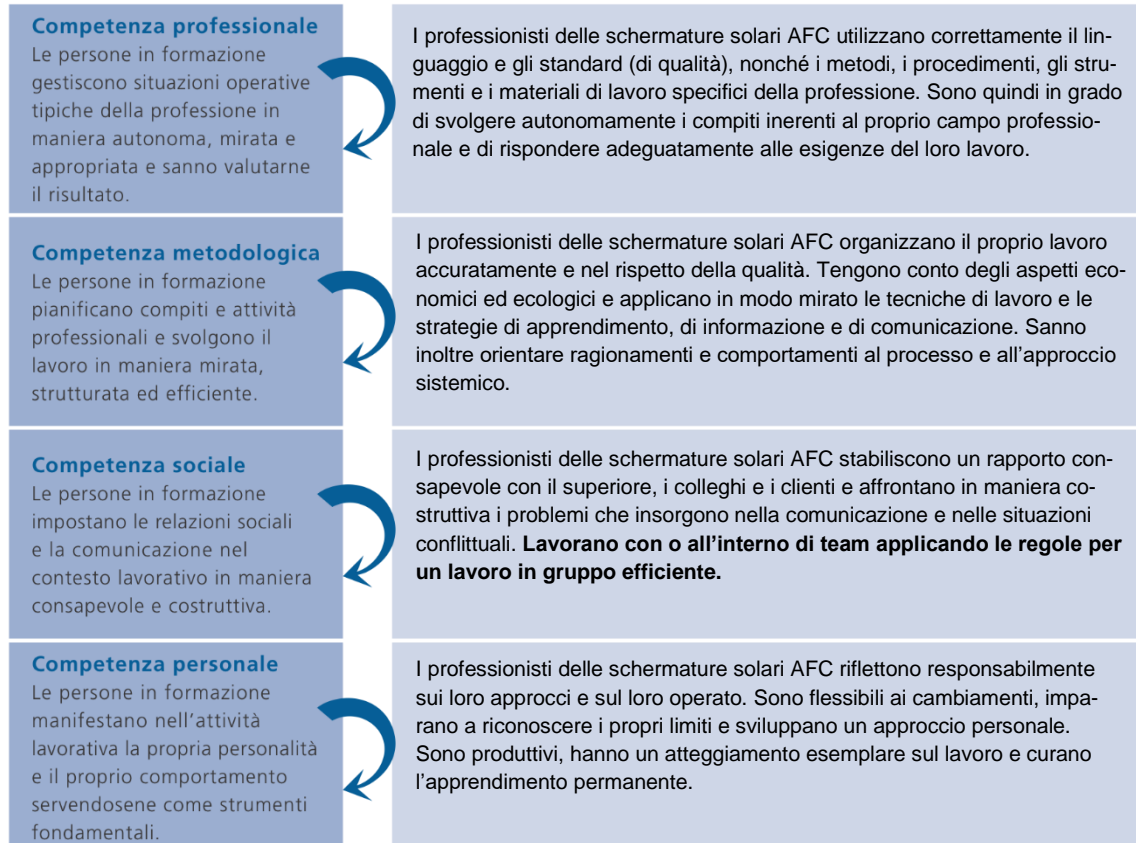 Competenza professionale
Le persone in formazione
gestiscono situazioni operative
tipiche della professione in
maniera autonoma, mirata e
appropriata e sanno valutarne
il risultato.
I professionisti delle schermature solari AFC utilizzano correttamente il lin-
guaggio e gli standard (di qualità), nonché i metodi, i procedimenti, gli stru-
menti e i materiali di lavoro specifici della professione. Sono quindi in grado
di svolgere autonomamente i compiti inerenti al proprio campo professio-
nale e di rispondere adeguatamente alle esigenze del loro lavoro.
Competenza metodologica
Le persone in formazione
pianificano compiti e attività
professionali e svolgono il
lavoro in maniera mirata,
strutturata ed efficiente.
I professionisti delle schermature solari AFC organizzano il proprio lavoro
accuratamente e nel rispetto della qualità. Tengono conto degli aspetti eco-
nomici ed ecologici e applicano in modo mirato le tecniche di lavoro e le
strategie di apprendimento, di informazione e di comunicazione. Sanno
inoltre orientare ragionamenti e comportamenti al processo e all'approccio
sistemico.
Competenza sociale
Le persone in formazione
impostano le relazioni sociali
e la comunicazione nel
contesto lavorativo in maniera
consapevole e costruttiva.
I professionisti delle schermature solari AFC stabiliscono un rapporto con-
sapevole con il superiore, i colleghi e i clienti e affrontano in maniera co-
struttiva i problemi che insorgono nella comunicazione e nelle situazioni
conflittuali. Lavorano con o all'interno di team applicando le regole per
un lavoro in gruppo efficiente.
Competenza personale
Le persone in formazione
manifestano nell'attività
lavorativa la propria personalità
e il proprio comportamento
servendosene come strumenti
fondamentali.
I professionisti delle schermature solari AFC riflettono responsabilmente
sui loro approcci e sul loro operato. Sono flessibili ai cambiamenti, impa-
rano a riconoscere i propri limiti e sviluppano un approccio personale.
Sono produttivi, hanno un atteggiamento esemplare sul lavoro e curano
l'apprendimento permanente.